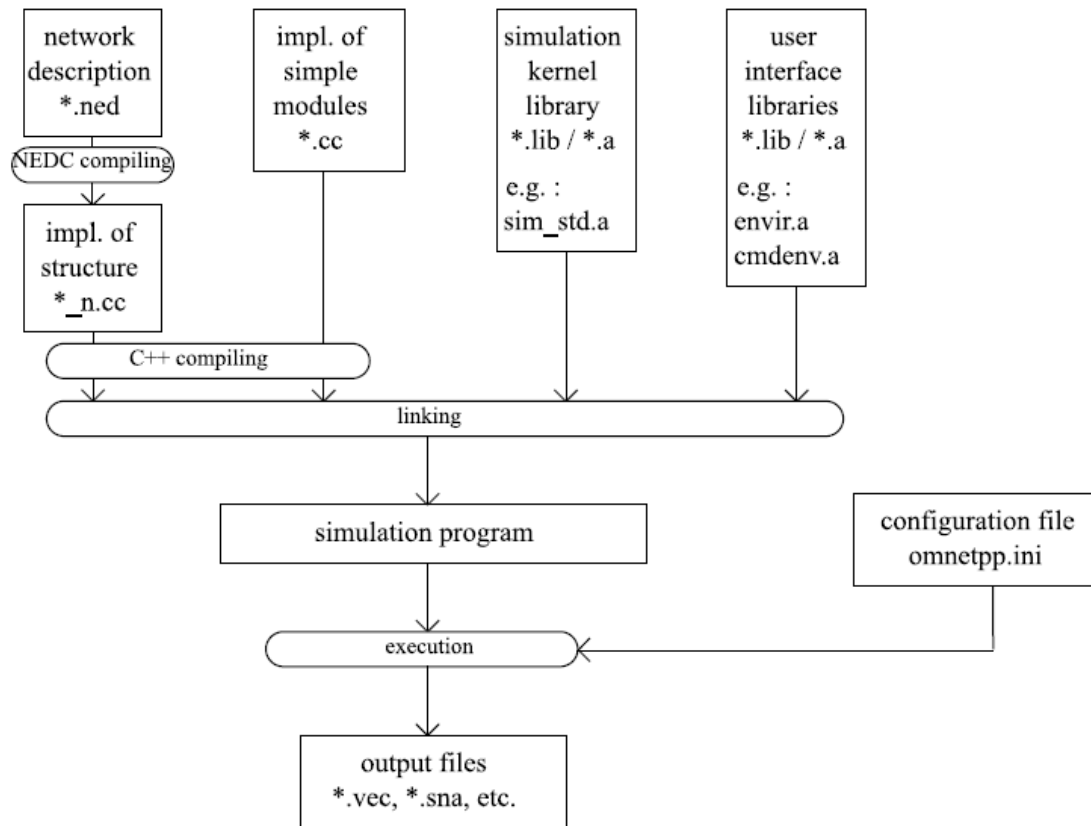 network
description
*.ned
impl. of
simple
modules
*.cc
simulation
kernel
library
*.lib / *.a
e.g. :
sim_std.a
user
interface
libraries
*.lib / *.a
e.g. :
envir.a
cmdenv.a
NEDC compiling
impl. of
structure
*_n.cc
C++ compiling
linking
simulation program
configuration file
omnetpp.ini
execution
output files
*.vec, *.sna, etc.